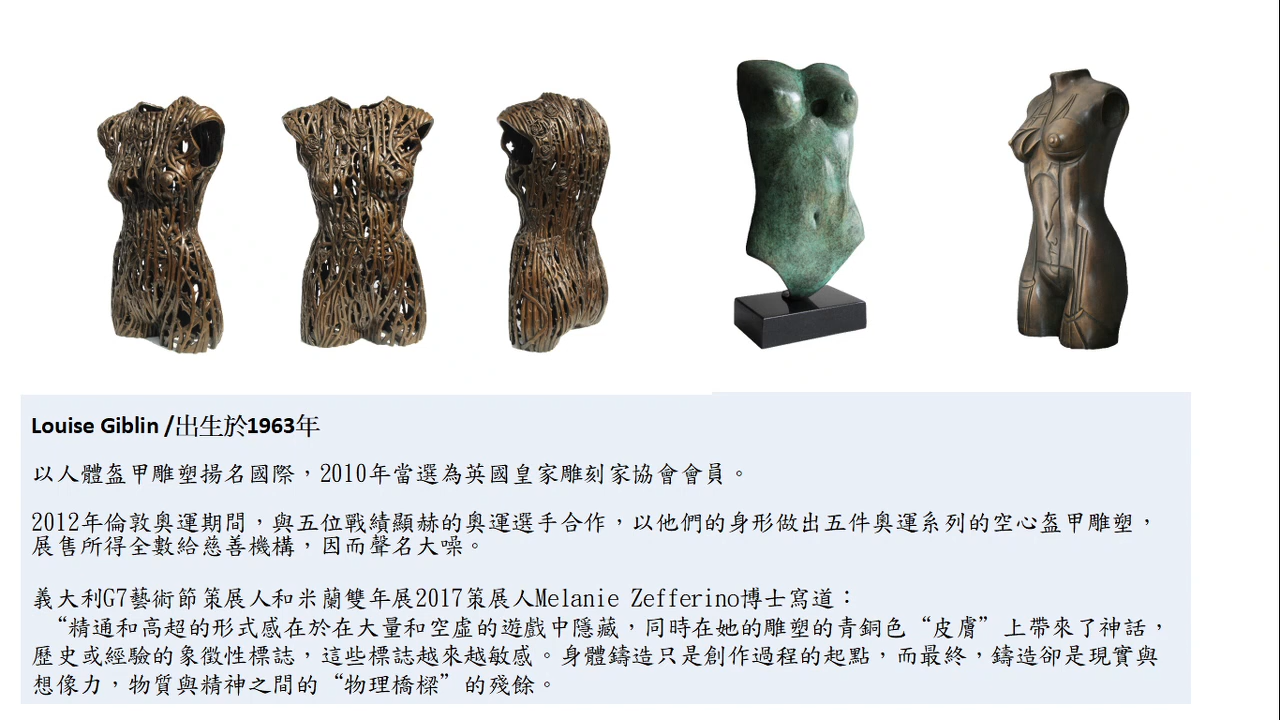 Louise Giblin /出生於1963年
以人體盔甲雕塑揚名國際，2010年當選為英國皇家雕刻家協會會員。
2012年倫敦奧運期間，與五位戰績顯赫的奧運選手合作，以他們的身形做出五件奧運系列的空心盔甲雕塑，
展售所得全數給慈善機構，因而聲名大噪。
義大利G7藝術節策展人和米蘭雙年展2017策展人Melanie Zefferino博士寫道：
“精通和高超的形式感在於在大量和空虛的遊戲中隱藏，同時在她的雕塑的青銅色“皮膚”上帶來了神話，
歷史或經驗的象徵性標誌，這些標誌越來越敏感。身體鑄造只是創作過程的起點，而最終，鑄造卻是現實與
想像力，物質與精神之間的“物理橋樑”的殘餘。